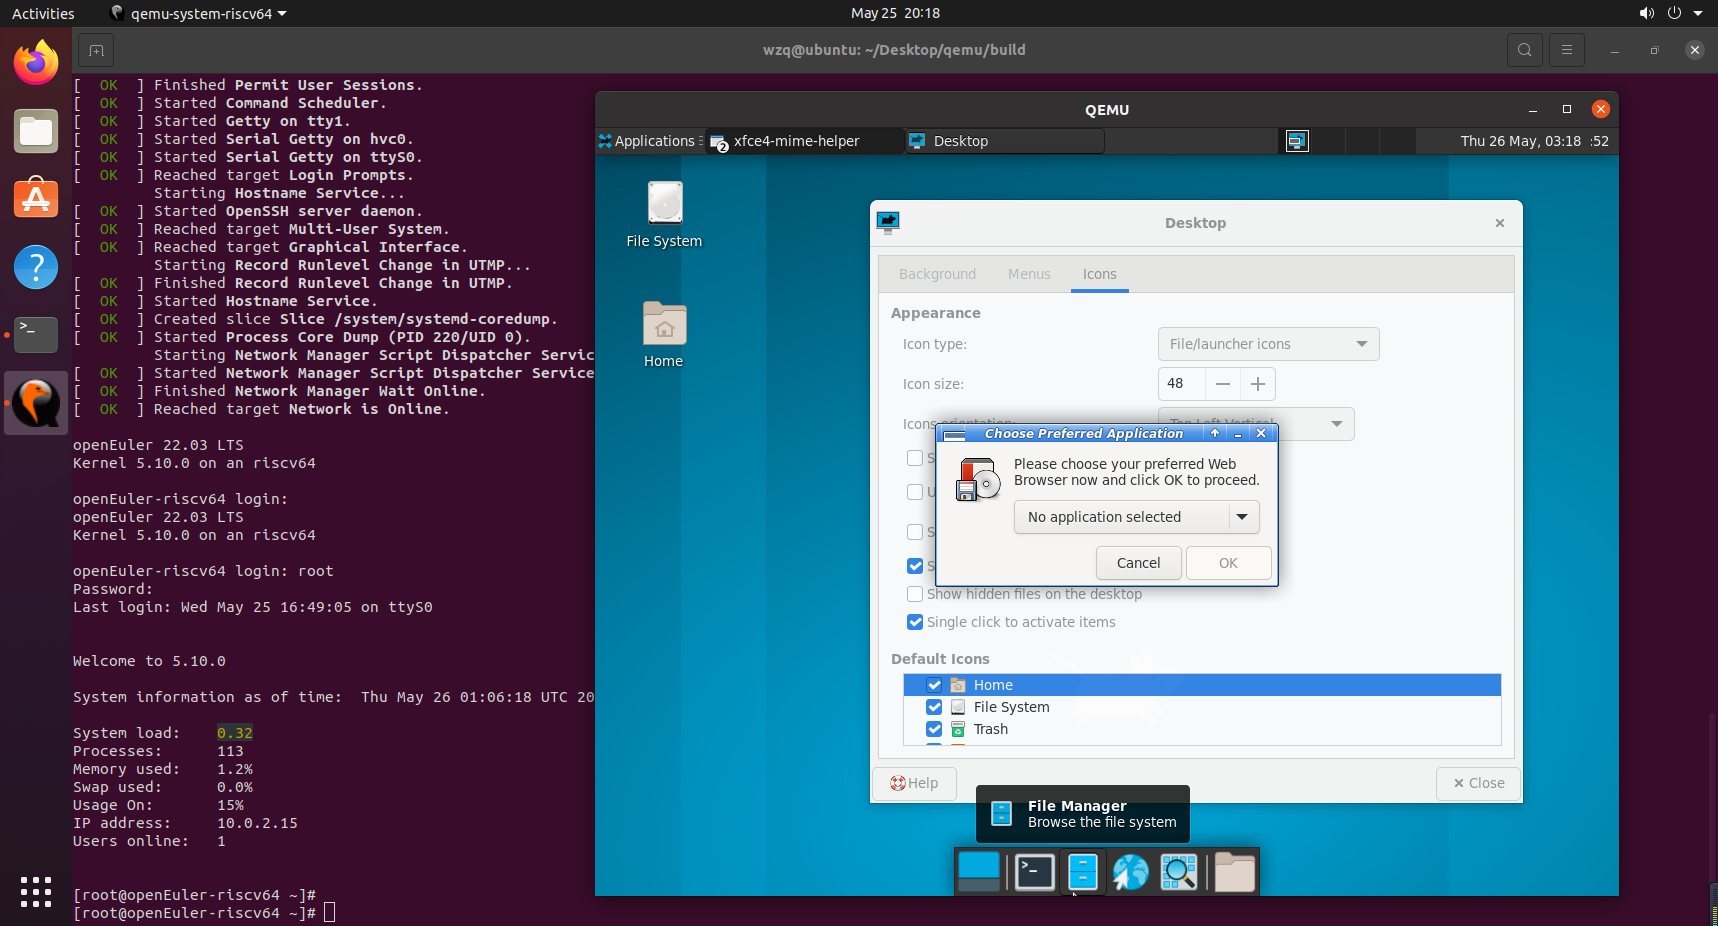 Activities
qemu-system-riscv64
May 25 20:18
wzq@ubuntu: ~/Desktop/qemu/build
[ OK ] Finished Permit User Sessions.
[ OK ] Started Command Scheduler.
[ OK ] Started Getty on tty1.
[ OK ] Started Serial Getty on hvc0.
[ OK ] Started Serial Getty on ttyS0.
[ OK ] Reached target Login Prompts.
Starting Hostname Service...
[ OK ] Started OpenSSH server daemon.
[ OK ] Reached target Multi-User System.
[ OK ] Reached target Graphical Interface.
Starting Record Runlevel Change in UTMP...
[ OK ] Finished Record Runlevel Change in UTMP.
[ OK ] Started Hostname Service.
[ OK ] Created slice Slice /system/systemd-coredump.
[ OK ] Started Process Core Dump (PID 220/UID 0).
Starting Network Manager Script Dispatcher Servic
[ OK ] Started Network Manager Script Dispatcher Service
[ OK ] Finished Network Manager Wait Online.
[ OK ] Reached target Network is Online.
openEuler 22.03 LTS
Kernel 5.10.0 on an riscv64
openEuler-riscv64 login:
openEuler 22.03 LTS
Kernel 5.10.0 on an riscv64
openEuler-riscv64 login: root
Password:
Last login: Wed May 25 16:49:05 on ttyS0
Welcome to 5.10.0
System information as of time: Thu May 26 01:06:18 UTC 20
System load: 0.32
Processes: 113
Memory used: 1.2%
Swap used: 0.0%
Usage On: 15%
IP address: 10.0.2.15
Users online: 1
[root@openEuler-riscv64 ~]#
[root@openEuler-riscv64 ~]#
QEMU
Applications
2
xfce4-mime-helper
Desktop
Thu 26 May, 03:18 :52
File System
Home
Desktop
Background
Menus
Icons
Appearance
Icon type:
File/launcher icons
Icon size:
48
Icons orientation:
Top Left Vertical
Choose Preferred Application
Please choose your preferred Web
Browser now and click OK to proceed.
No application selected
Cancel
OK
S
U
S
S
Show hidden files on the desktop
Single click to activate items
Default Icons
Home
File System
Trash
Help
Close
File Manager
Browse the file system